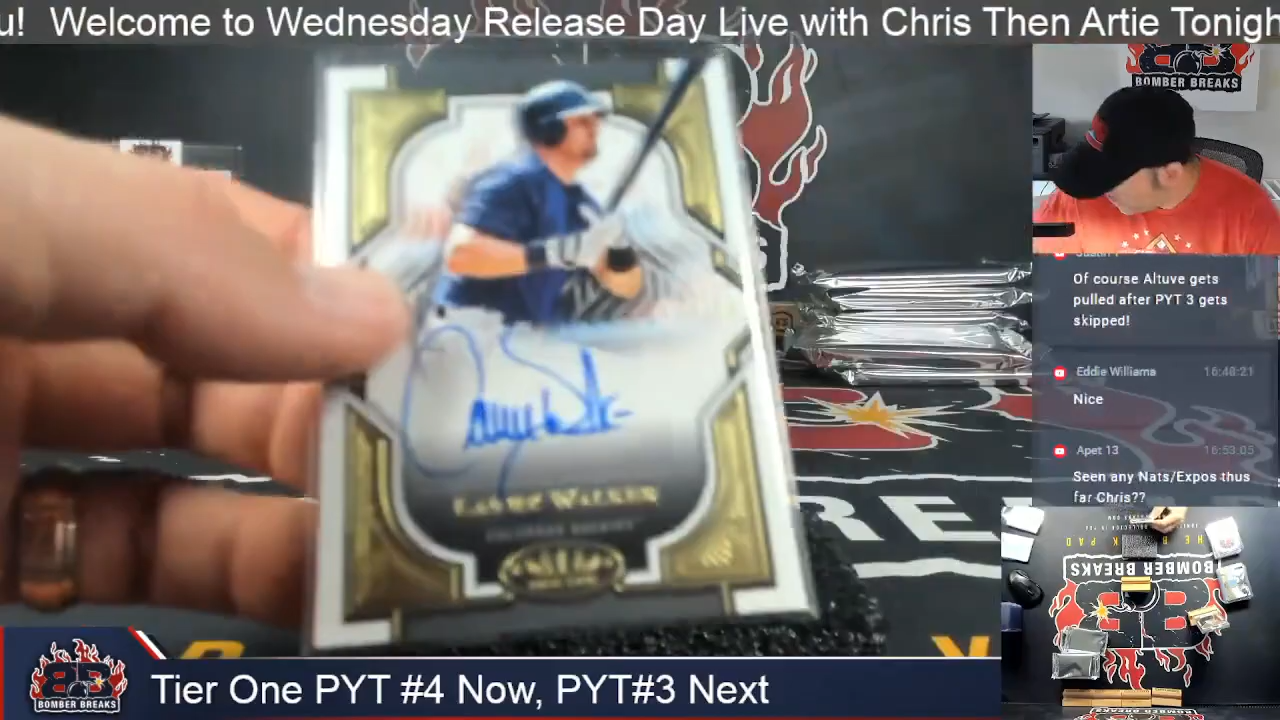 u! Welcome to Wednesday Release Day Live with Chris Then Artie Tonigh
BOMBER BREAKS
Of course Altuve gets
pulled after PYT 3 gets
skipped!
Eddie Williams 16:48:21
Nice
Apet 13 16:53:05
Seen any Nats/Expos thus
far Chris??
Larry Walker
BOMBER BREAKS
BOMBER BREAKS
Tier One PYT #4 Now, PYT#3 Next